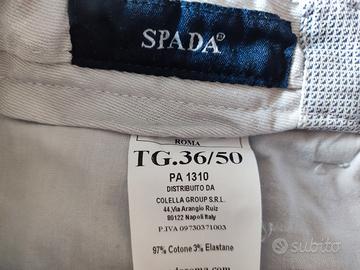 SPADA®
ROMA
TG.36/50
PA 1310
DISTRIBUITO DA
COLELLA GROUP S.R.L.
44,Via Arangio Ruiz
80122 Napoli Italy
P.IVA 09730371003
97% Cotone 3% Elastane
subito